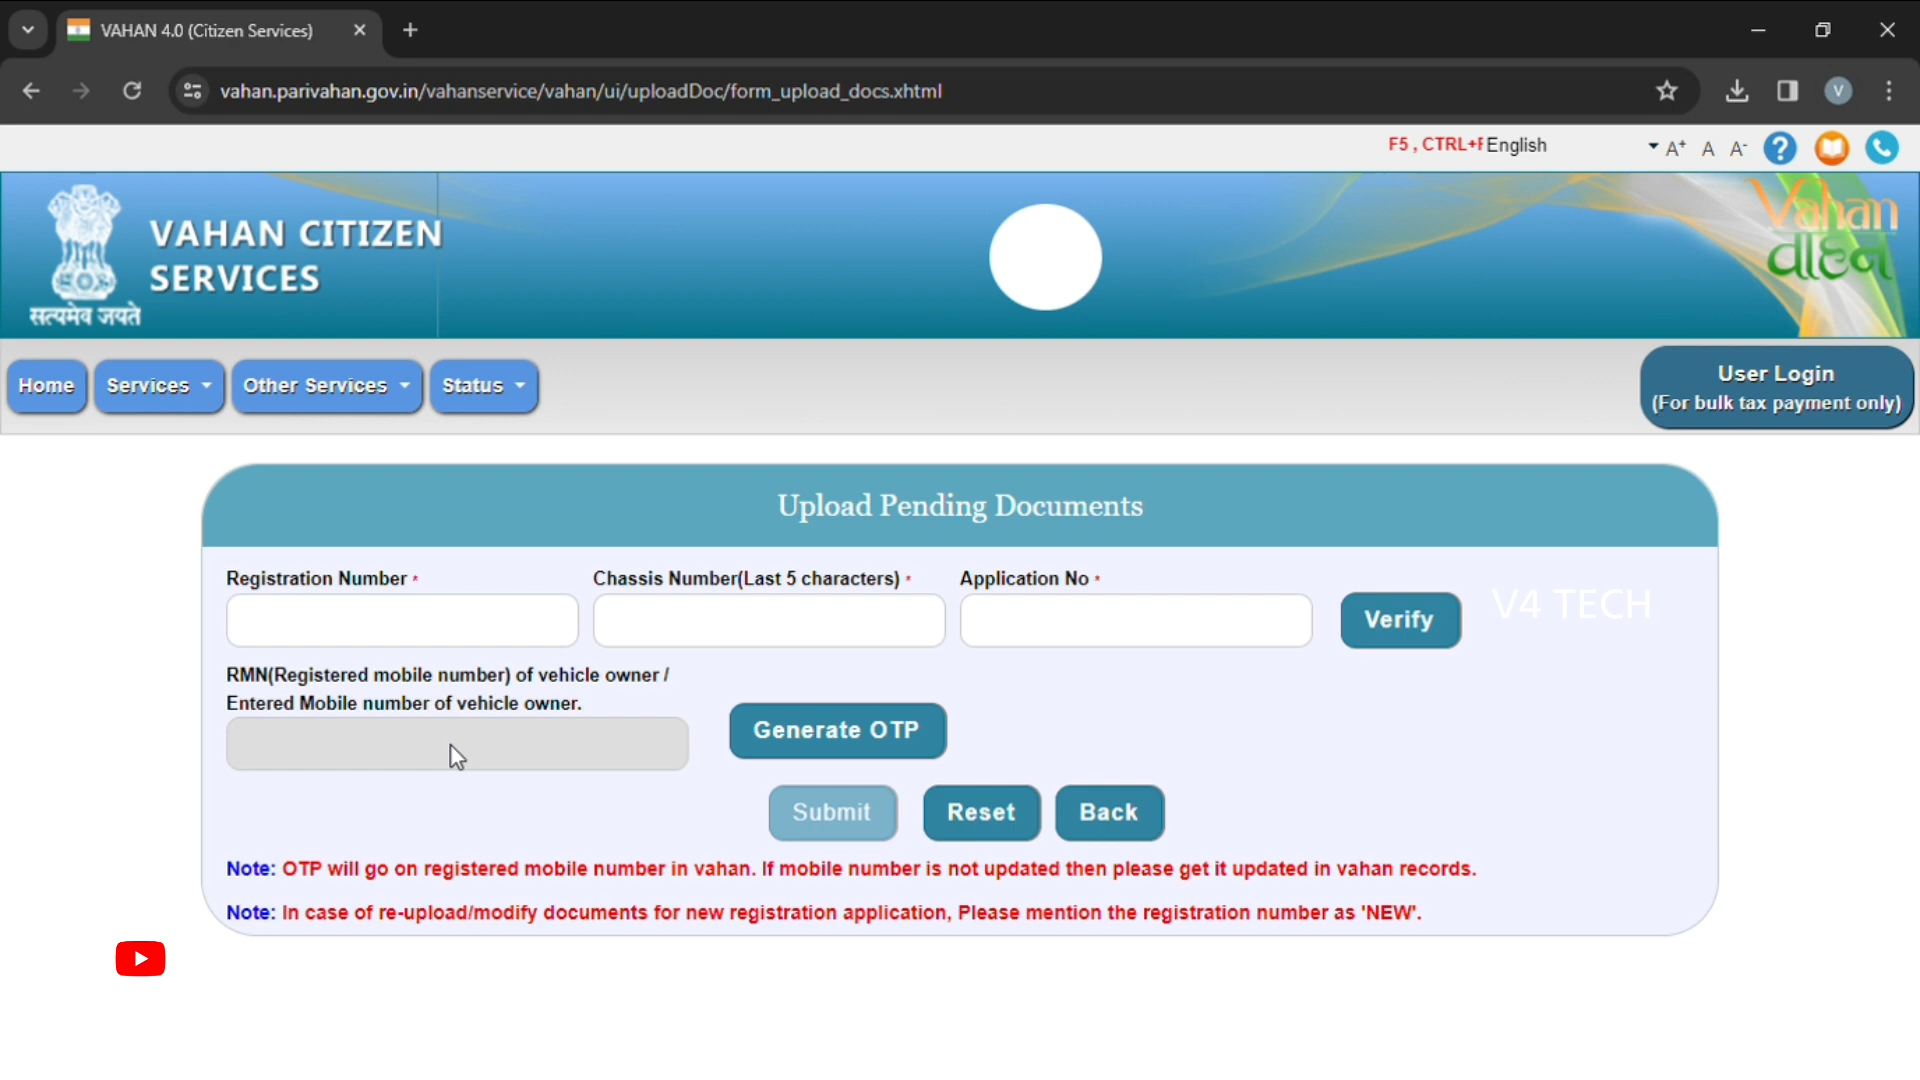 VAHAN 4.0 (Citizen Services)
vahan.parivahan.gov.in/vahanservice/vahan/ui/uploadDoc/form_upload_docs.xhtml
V
F5 , CTRL+F English
A+ A A-
?
VAHAN CITIZEN
SERVICES
सत्यमेव जयते
Vahan
वाहन
Home
Services
Other Services
Status
User Login
(For bulk tax payment only)
Upload Pending Documents
Registration Number *
Chassis Number(Last 5 characters) *
Application No *
Verify
V4 TECH
RMN(Registered mobile number) of vehicle owner /
Entered Mobile number of vehicle owner.
Generate OTP
Submit
Reset
Back
Note: OTP will go on registered mobile number in vahan. If mobile number is not updated then please get it updated in vahan records.
Note: In case of re-upload/modify documents for new registration application, Please mention the registration number as 'NEW'.